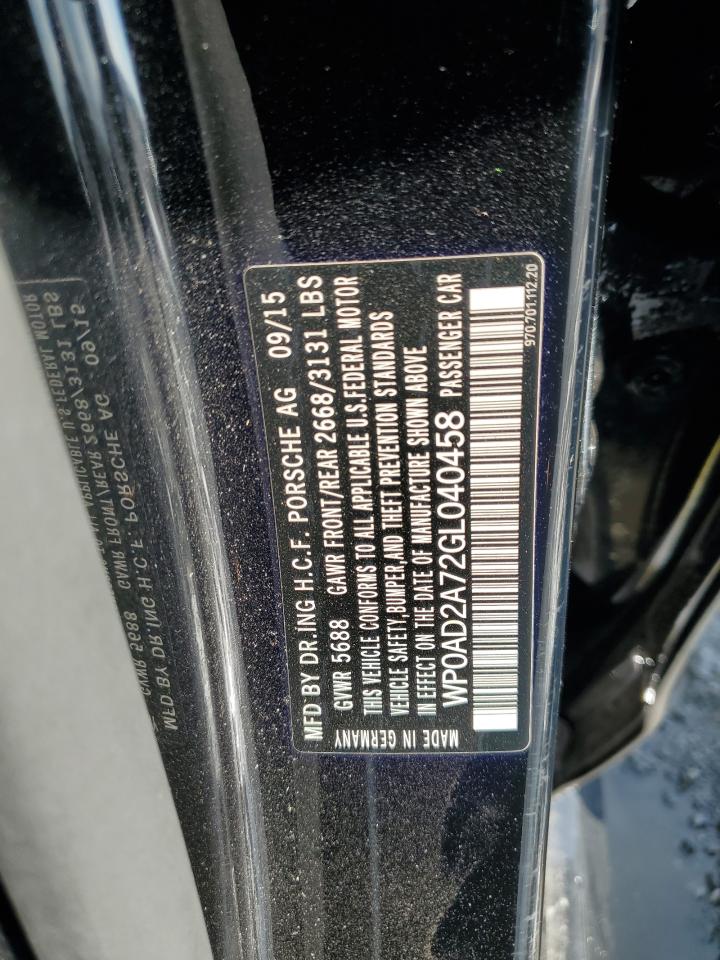 MFD BY DR.ING H.C.F. PORSCHE AG 09/15
GVWR 5688 GAWR FRONT/REAR 2668/3131 LBS
THIS VEHICLE CONFORMS TO ALL APPLICABLE U.S.FEDERAL MOTOR
VEHICLE SAFETY,BUMPER,AND THEFT PREVENTION STANDARDS
IN EFFECT ON THE DATE OF MANUFACTURE SHOWN ABOVE
WP0AD2A72GL040458 PASSENGER CAR
MADE IN GERMANY
970.701.112.20